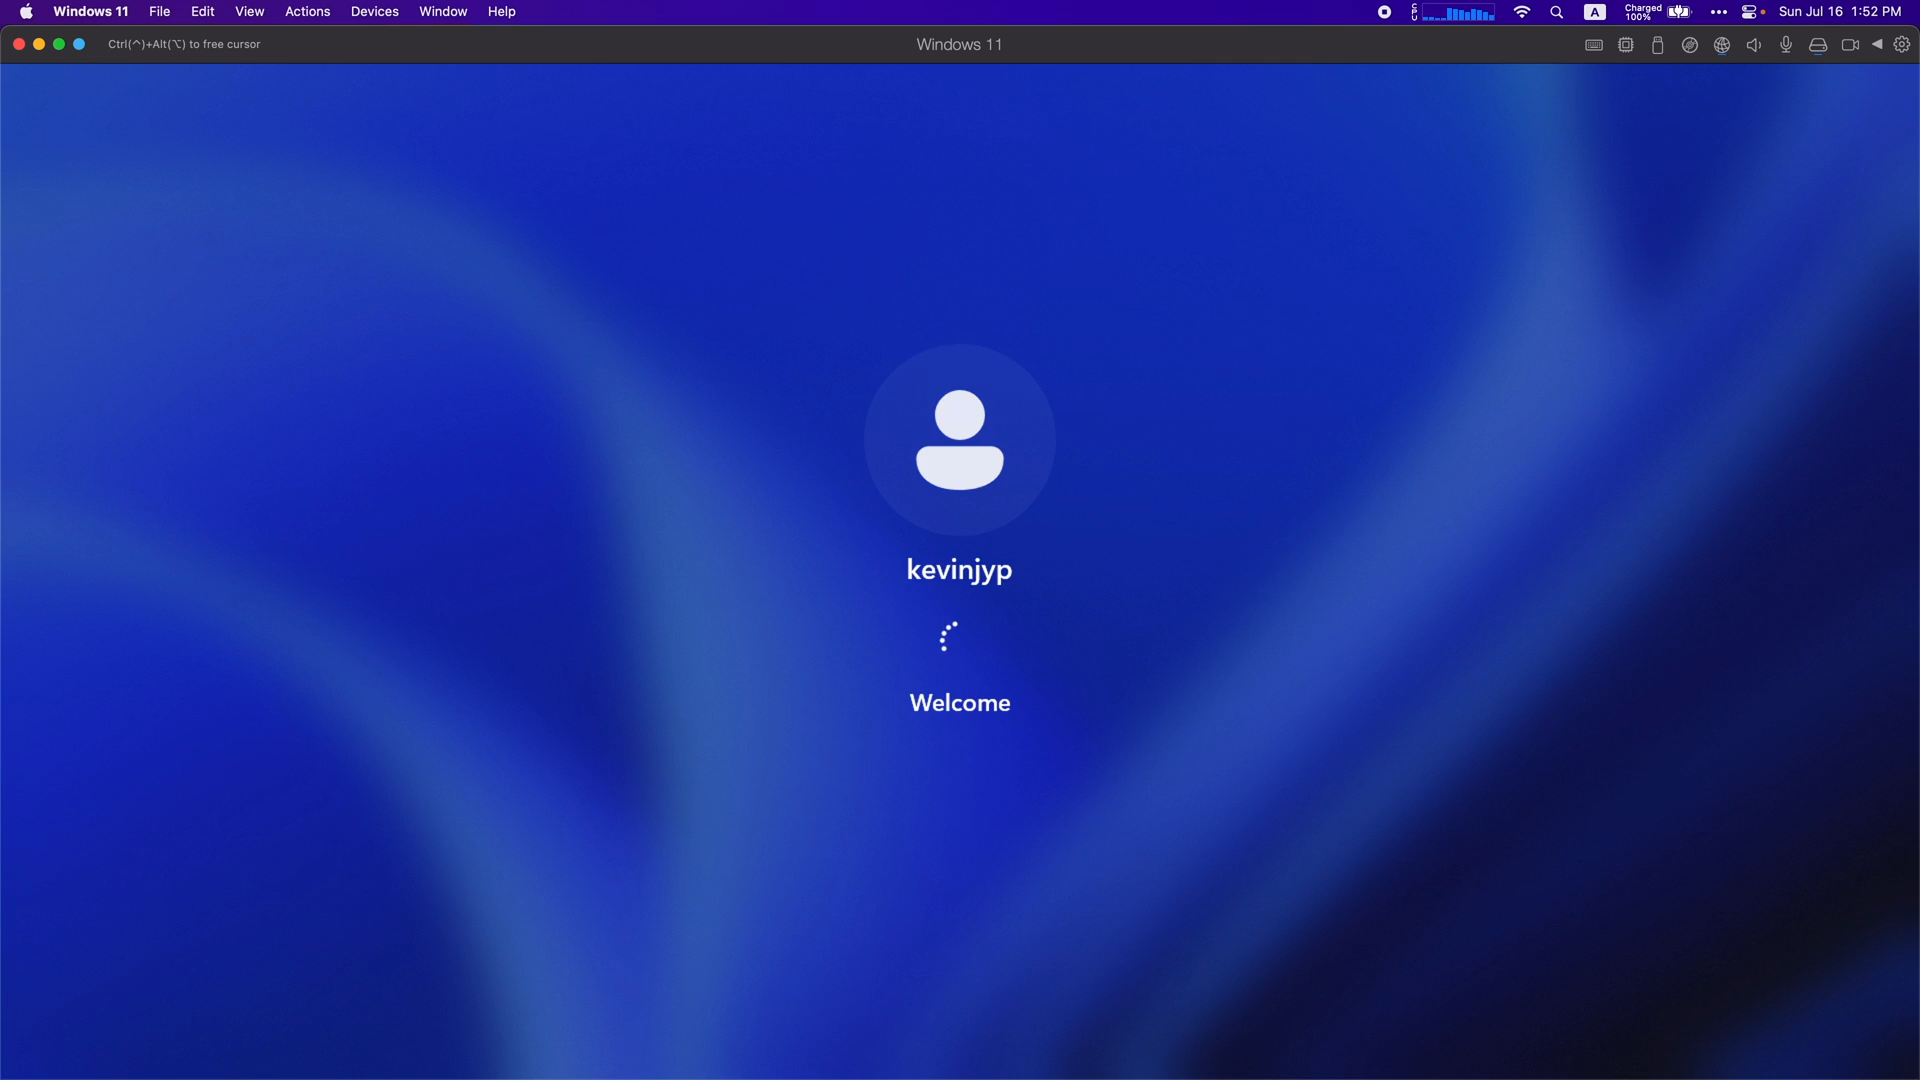 Windows 11 File Edit View Actions Devices Window Help CPU A Charged 100% Sun Jul 16 1:52 PM
Ctrl(^)+Alt(⌥) to free cursor Windows 11
kevinjyp
Welcome